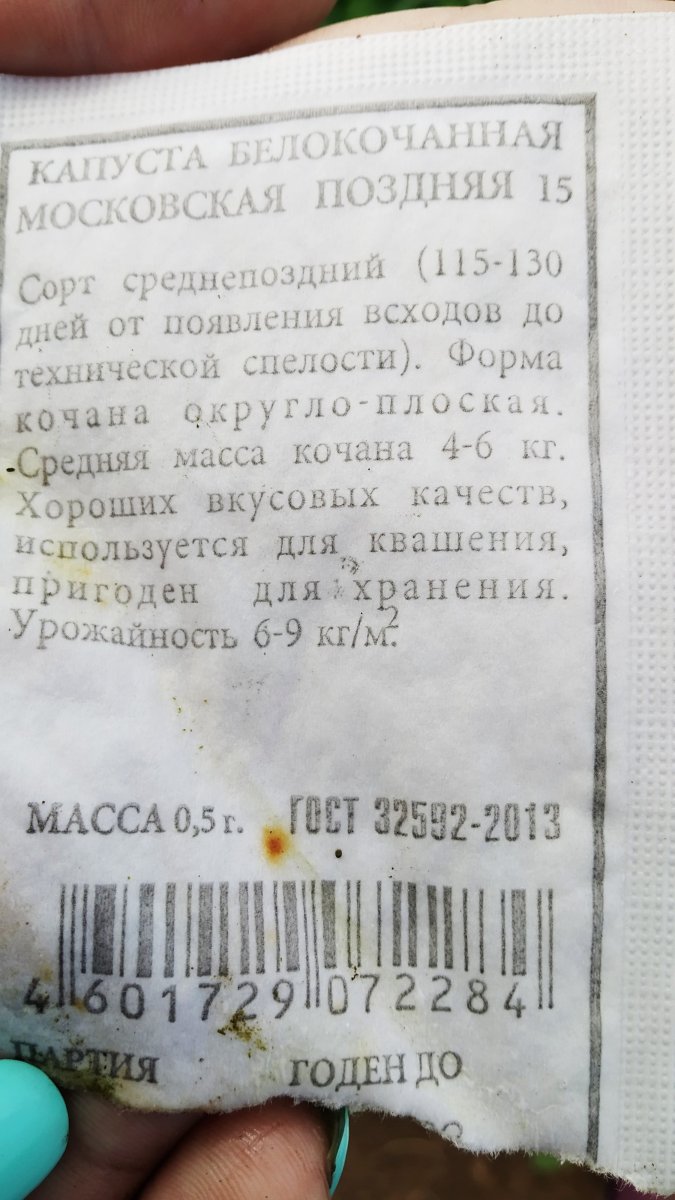 КАПУСТА БЕЛОКОЧАННАЯ
МОСКОВСКАЯ ПОЗДНЯЯ 15
Сорт среднепоздний (115-130
дней от появления всходов до
технической спелости). Форма
кочана округло-плоская.
Средняя масса кочана 4-6 кг.
Хороших вкусовых качеств,
используется для квашения,
пригоден для хранения.
Урожайность 6-9 кг/м².
МАССА 0,5 г. ГОСТ 32592-2013
4 601729 072284
ПАРТИЯ ГОДЕН ДО